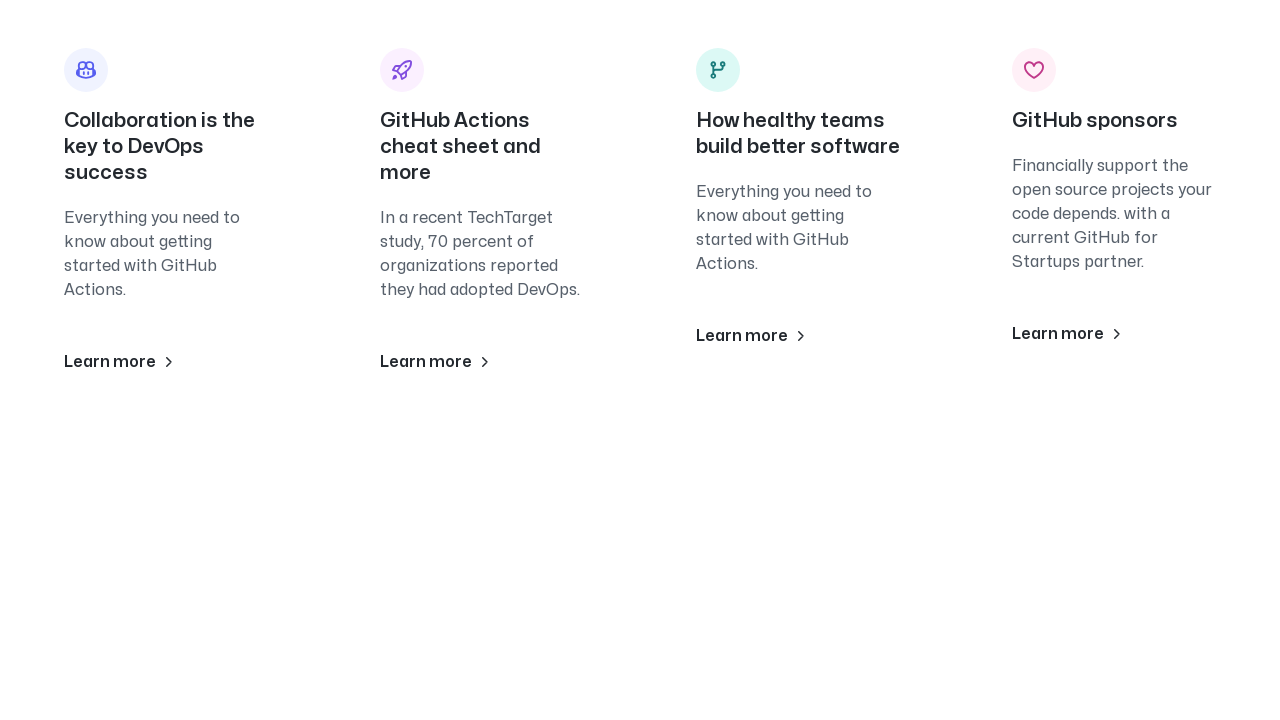 Collaboration is the
key to DevOps
success
Everything you need to
know about getting
started with GitHub
Actions.
Learn more
GitHub Actions
cheat sheet and
more
In a recent TechTarget
study, 70 percent of
organizations reported
they had adopted DevOps.
Learn more
How healthy teams
build better software
Everything you need to
know about getting
started with GitHub
Actions.
Learn more
GitHub sponsors
Financially support the
open source projects your
code depends. with a
current GitHub for
Startups partner.
Learn more